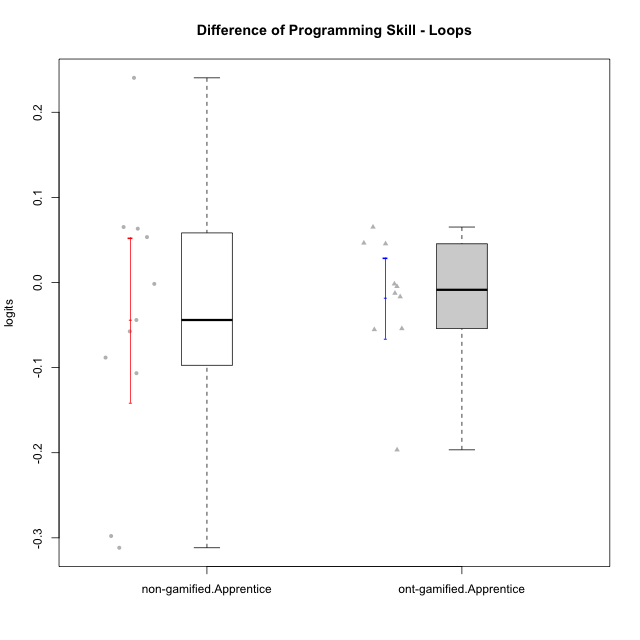 Difference of Programming Skill - Loops
logits
0.2
0.1
0.0
-0.1
-0.2
-0.3
non-gamified.Apprentice
ont-gamified.Apprentice